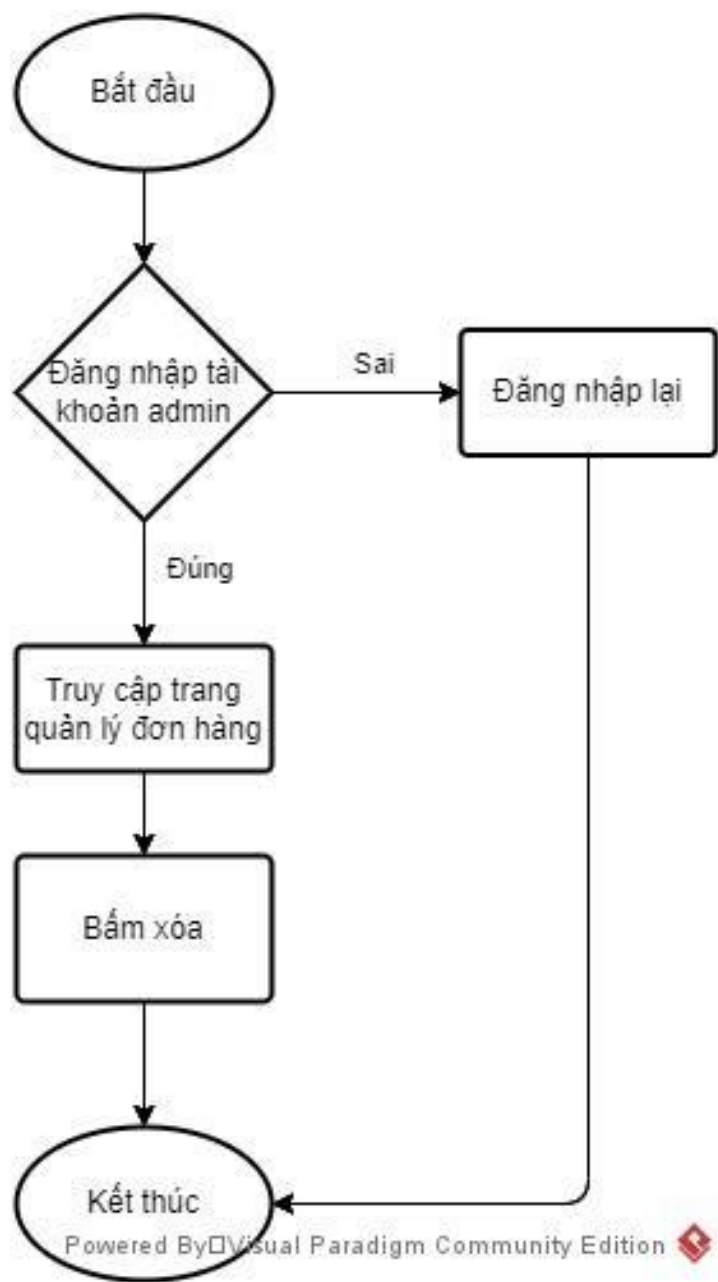 Bắt đầu
Đăng nhập tài
khoản admin
Sai
Đăng nhập lại
Đúng
Truy cập trang
quản lý đơn hàng
Bấm xóa
Kết thúc
Powered By□Visual Paradigm Community Edition